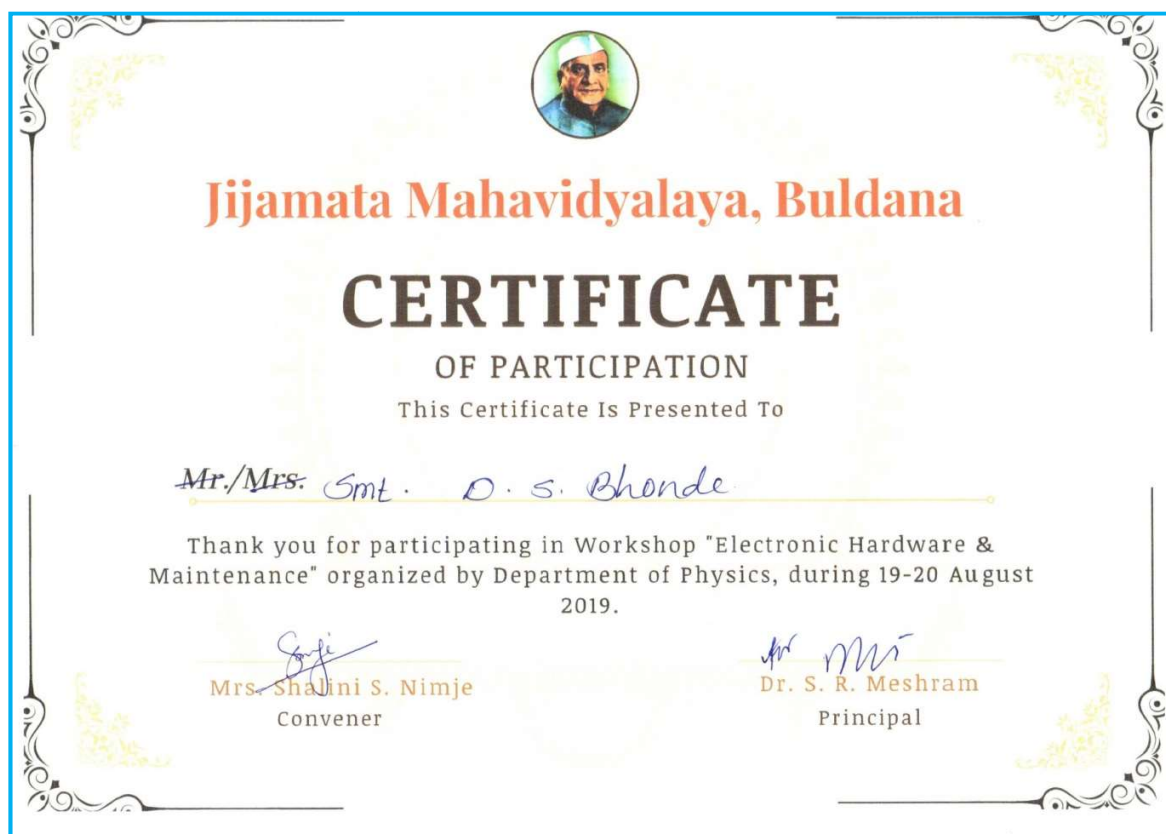 Jijamata Mahavidyalaya, Buldana
CERTIFICATE
OF PARTICIPATION
This Certificate Is Presented To
Mr./Mrs. Smt. D. S. Bhonde
Thank you for participating in Workshop "Electronic Hardware &
Maintenance" organized by Department of Physics, during 19-20 August
2019.
Mrs. Shalini S. Nimje
Convener
Dr. S. R. Meshram
Principal